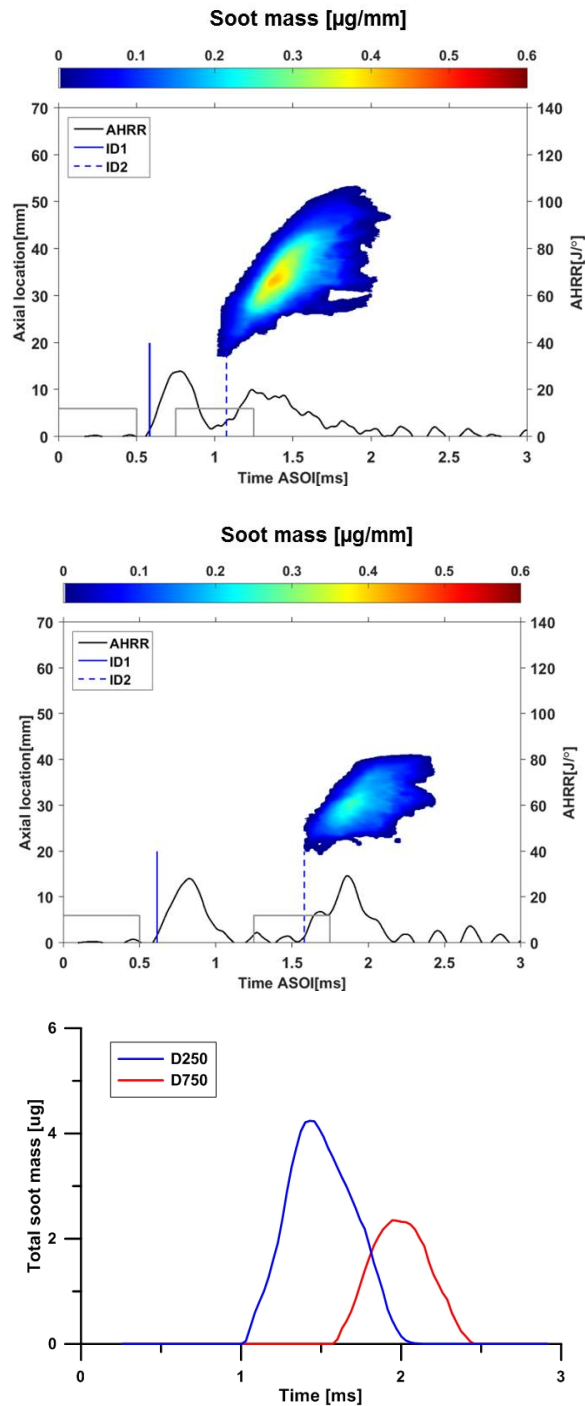 Soot mass [µg/mm]
0 0.1 0.2 0.3 0.4 0.5 0.6
70 140
AHRR
ID1
ID2
60 120
50 100
40 80
30 60
20 40
10 20
0 0
Axial location[mm]
AHRR[J/°]
0 0.5 1 1.5 2 2.5 3
Time ASOI[ms]
Soot mass [µg/mm]
0 0.1 0.2 0.3 0.4 0.5 0.6
70 140
AHRR
ID1
ID2
60 120
50 100
40 80
30 60
20 40
10 20
0 0
Axial location[mm]
AHRR[J/°]
0 0.5 1 1.5 2 2.5 3
Time ASOI[ms]
6
D250
D750
4
2
0
Total soot mass [ug]
0 1 2 3
Time [ms]